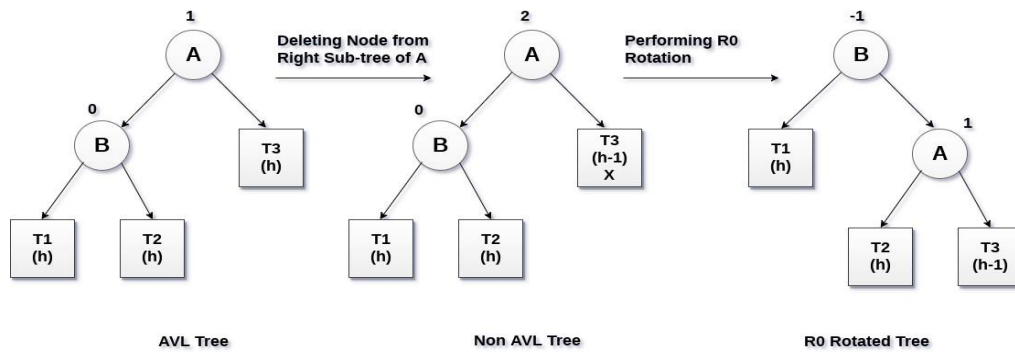 1
A
0
B
T3
(h)
T1
(h)
T2
(h)
AVL Tree
Deleting Node from
Right Sub-tree of A
2
A
0
B
T3
(h-1)
X
T1
(h)
T2
(h)
Non AVL Tree
Performing R0
Rotation
-1
B
T1
(h)
1
A
T2
(h)
T3
(h-1)
R0 Rotated Tree